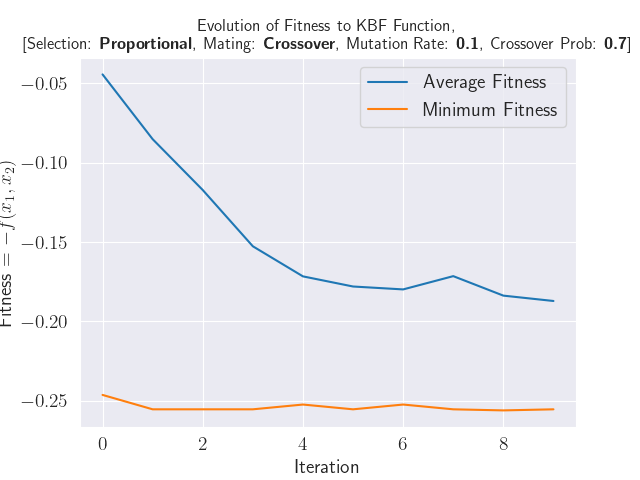 Evolution of Fitness to KBF Function,
[Selection: Proportional, Mating: Crossover, Mutation Rate: 0.1, Crossover Prob: 0.7]
Average Fitness
Minimum Fitness
Fitness = −f(x₁, x₂)
−0.05
−0.10
−0.15
−0.20
−0.25
0 2 4 6 8
Iteration